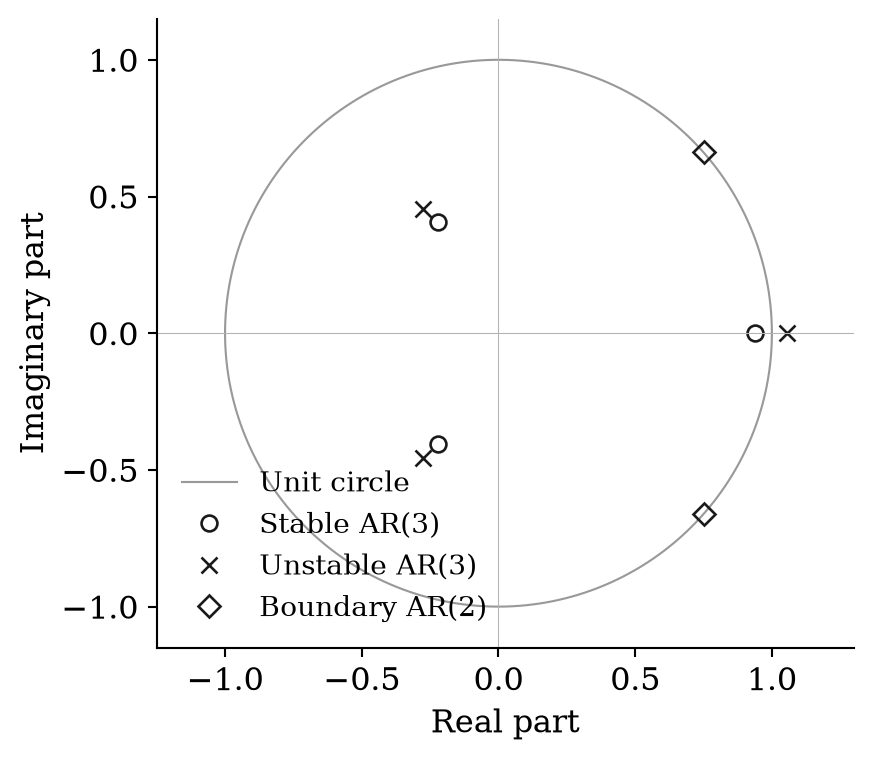 1.0
0.5
0.0
−0.5
−1.0
Imaginary part
Unit circle
Stable AR(3)
Unstable AR(3)
Boundary AR(2)
−1.0 −0.5 0.0 0.5 1.0
Real part